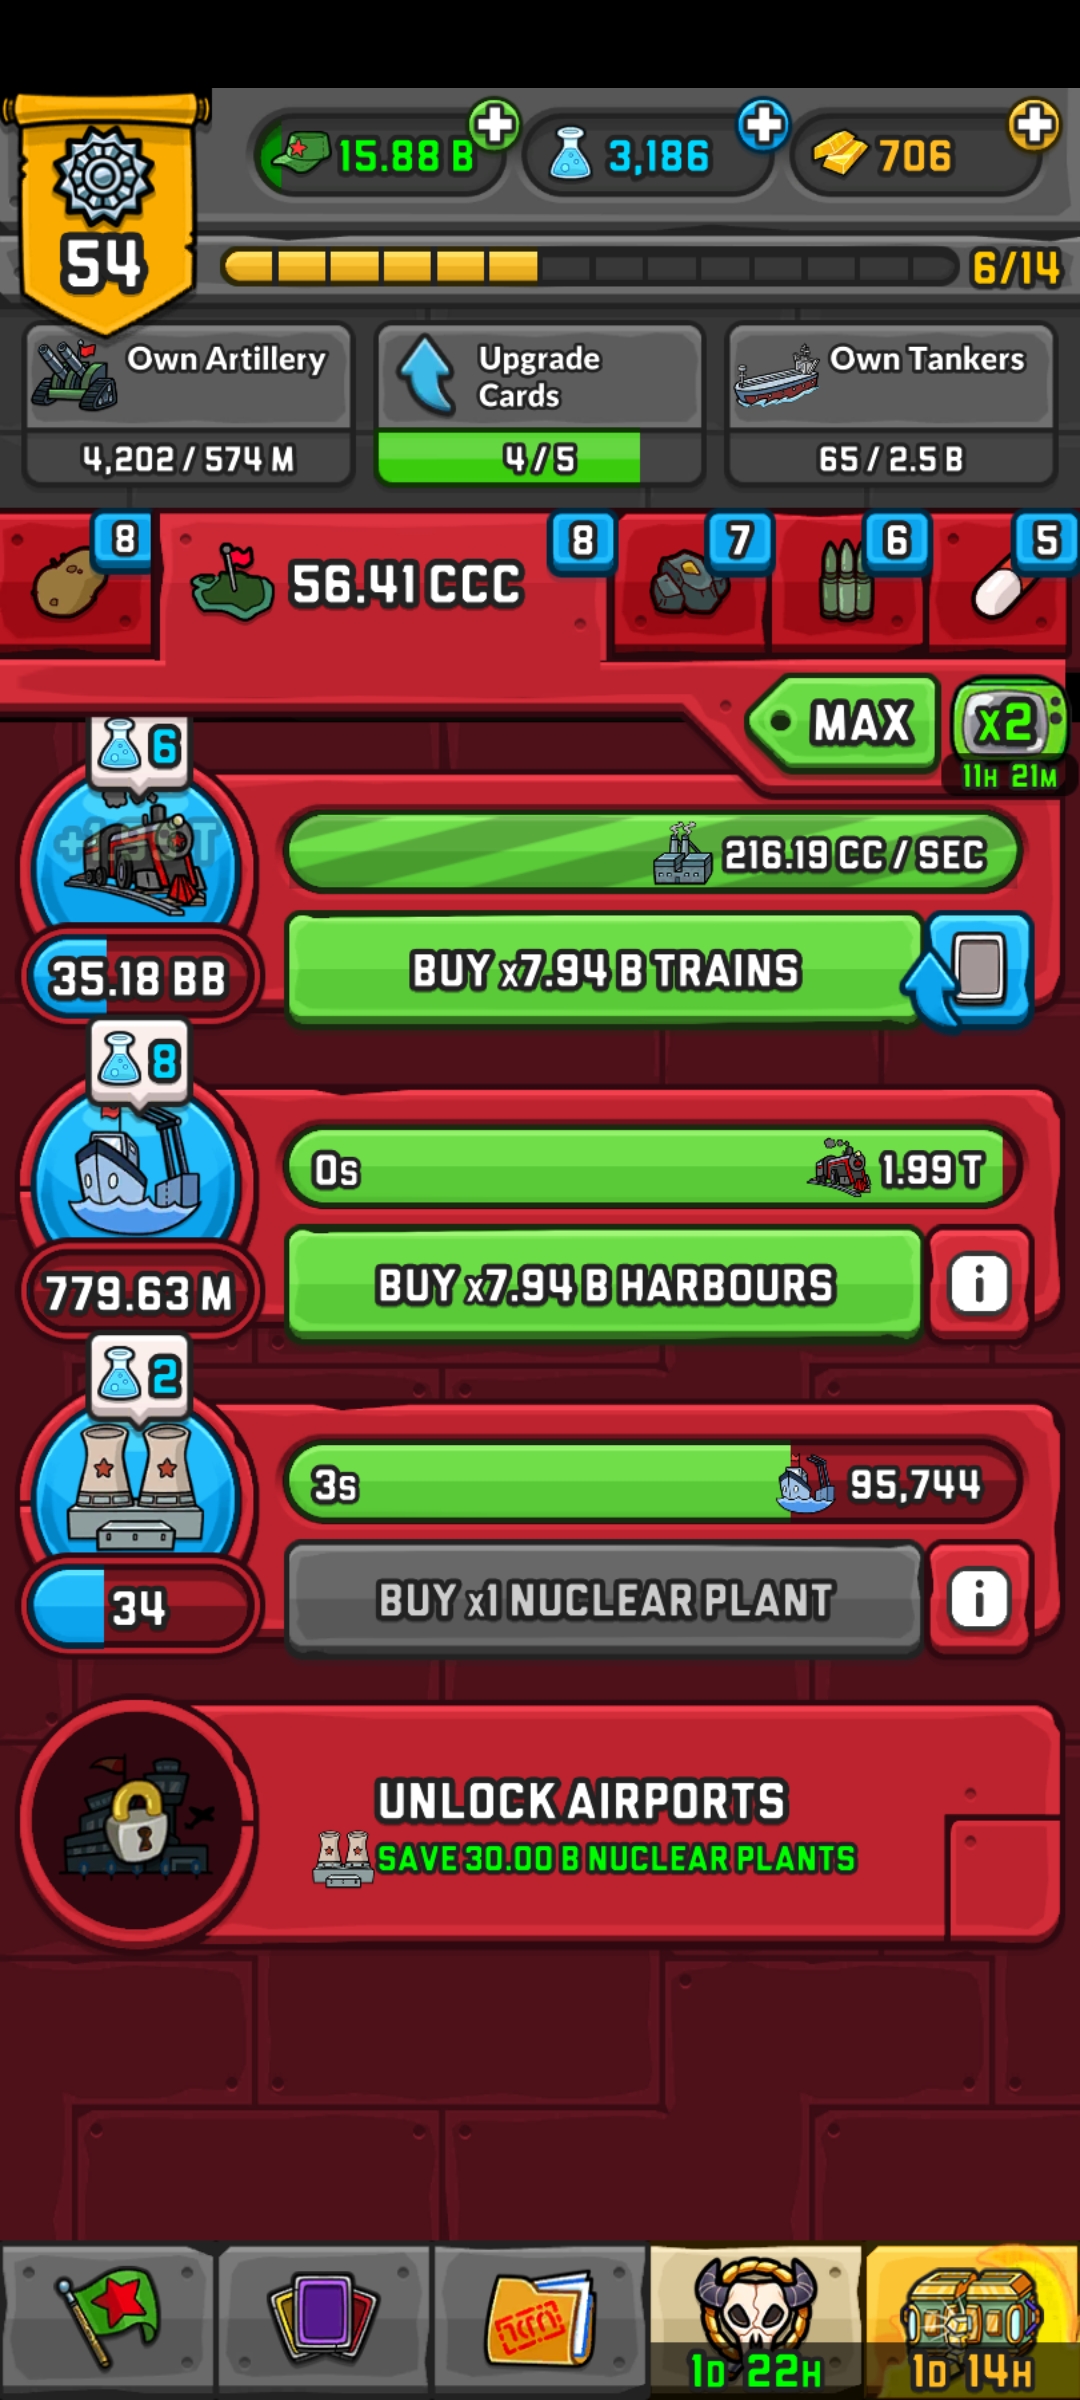 54
15.88 B
3,186
706
6/14
Own Artillery
4,202 / 574 M
Upgrade
Cards
4 / 5
Own Tankers
65 / 2.5 B
8
56.41 CCC
8
7
6
5
MAX
x2
11H 21M
6
216.19 CC / SEC
35.18 BB
BUY x7.94 B TRAINS
8
0s
1.99 T
779.63 M
BUY x7.94 B HARBOURS
i
2
3s
95,744
34
BUY x1 NUCLEAR PLANT
i
UNLOCK AIRPORTS
SAVE 30.00 B NUCLEAR PLANTS
1D 22H
1D 14H